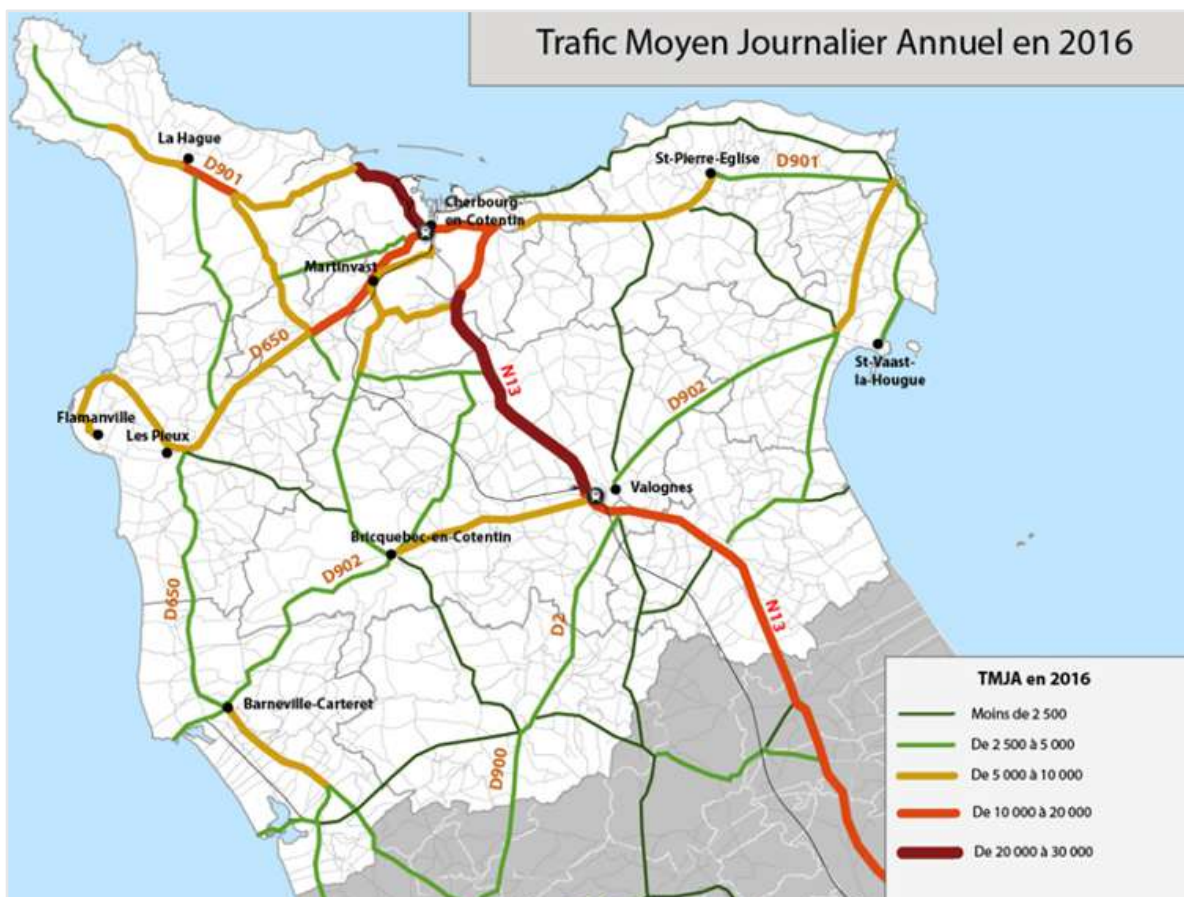 Trafic Moyen Journalier Annuel en 2016
La Hague
D901
St-Pierre-Eglise
D901
Cherbourg-
en-Cotentin
Martinvast
D650
N13
D902
St-Vaast-
la-Hougue
Flamanville
Les Pieux
Valognes
Bricquebec-en-Cotentin
D902
D650
D2
N13
Barneville-Carteret
D900
TMJA en 2016
Moins de 2 500
De 2 500 à 5 000
De 5 000 à 10 000
De 10 000 à 20 000
De 20 000 à 30 000